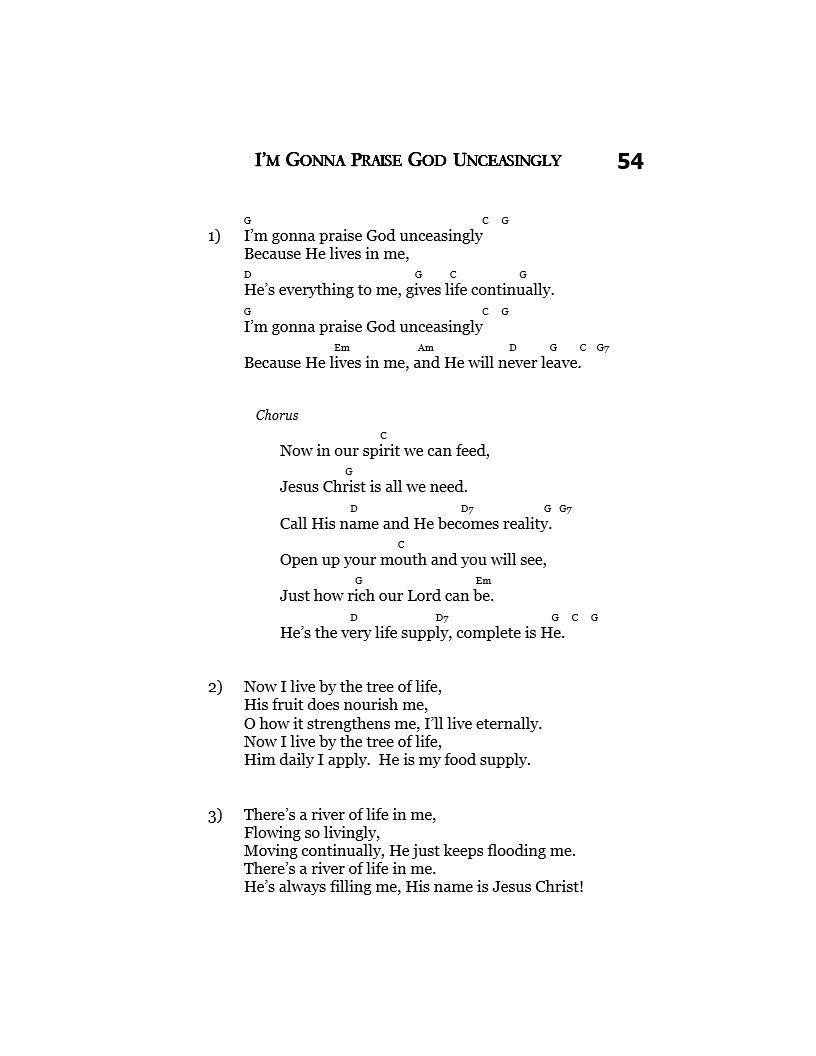 I'M GONNA PRAISE GOD UNCEASINGLY 54
G C G
1) I'm gonna praise God unceasingly
Because He lives in me,
D G C G
He's everything to me, gives life continually.
G C G
I'm gonna praise God unceasingly
Em Am D G C G7
Because He lives in me, and He will never leave.
Chorus
C
Now in our spirit we can feed,
G
Jesus Christ is all we need.
D D7 G G7
Call His name and He becomes reality.
C
Open up your mouth and you will see,
G Em
Just how rich our Lord can be.
D D7 G C G
He's the very life supply, complete is He.
2) Now I live by the tree of life,
His fruit does nourish me,
O how it strengthens me, I'll live eternally.
Now I live by the tree of life,
Him daily I apply.  He is my food supply.
3) There's a river of life in me,
Flowing so livingly,
Moving continually, He just keeps flooding me.
There's a river of life in me.
He's always filling me, His name is Jesus Christ!